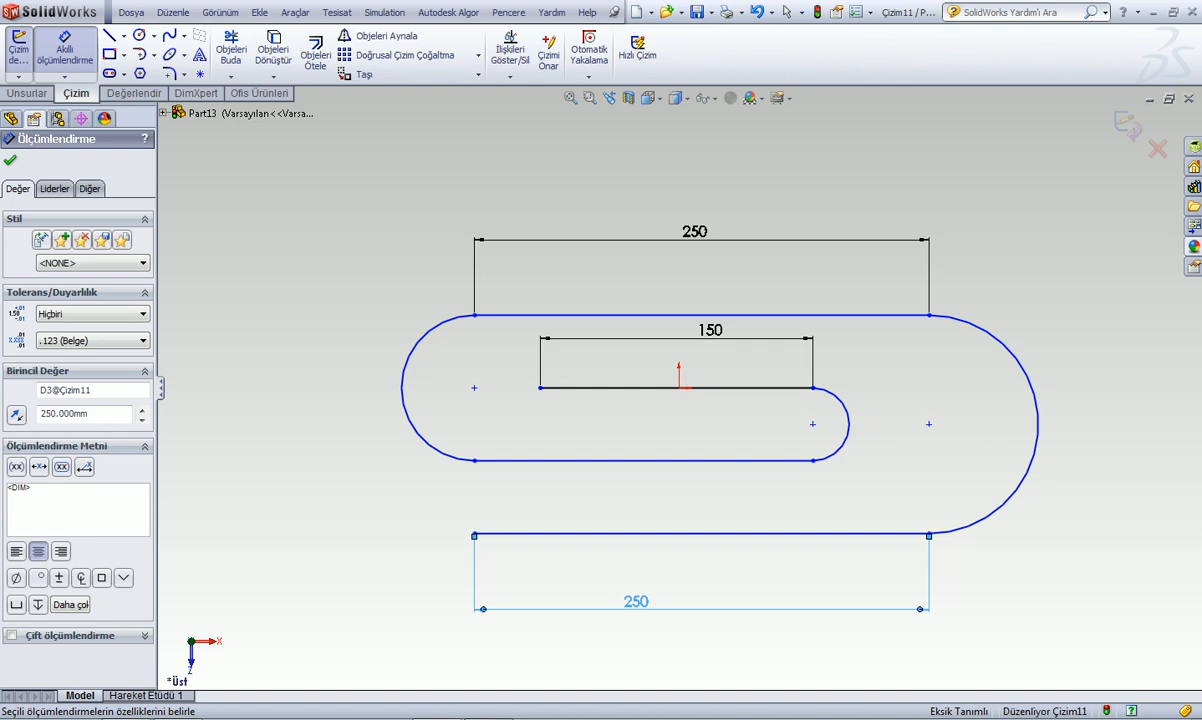 SolidWorks
Dosya Düzenle Görünüm Ekle Araçlar Tesisat Simulation Autodesk Algor Pencere Yardım Help
Çizim11 / P...
SolidWorks Yardım'ı Ara
Çizim de...
Akıllı ölçümlendirme
Objeleri Buda
Objeleri Dönüştür
Objeleri Ötele
Objeleri Aynala
Doğrusal Çizim Çoğaltma
Taşı
İlişkileri Göster/Sil
Çizimi Onar
Otomatik Yakalama
Hızlı Çizim
Unsurlar Çizim Değerlendir DimXpert Ofis Ürünleri
Part13 (Varsayılan<<Varsa...
Ölçümlendirme ?
Değer Liderler Diğer
Stil
<NONE>
Tolerans/Duyarlılık
Hiçbiri
.123 (Belge)
Birincil Değer
D3@Çizim11
250.000mm
Ölçümlendirme Metni
<DIM>
Daha çok
Çift ölçümlendirme
250
150
250
X
Z
*Üst
Model Hareket Etüdü 1
Seçili ölçümlendirmelerin özelliklerini belirle
Eksik Tanımlı Düzenliyor Çizim11